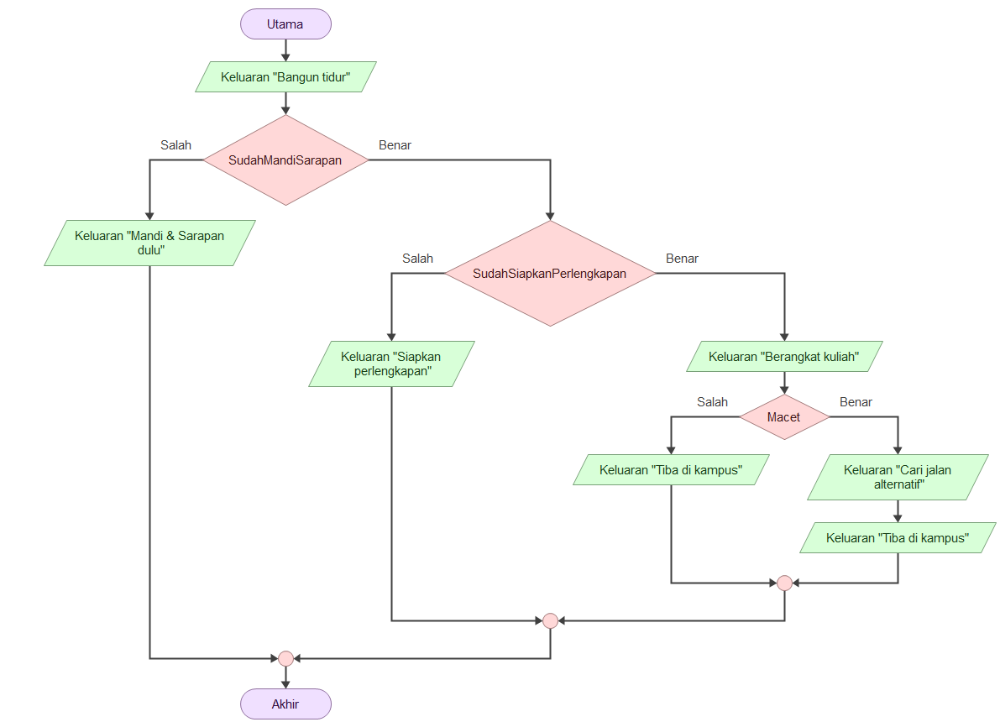 Utama
Keluaran "Bangun tidur"
Salah
Benar
SudahMandiSarapan
Keluaran "Mandi & Sarapan
dulu"
Salah
Benar
SudahSiapkanPerlengkapan
Keluaran "Siapkan
perlengkapan"
Keluaran "Berangkat kuliah"
Salah
Benar
Macet
Keluaran "Tiba di kampus"
Keluaran "Cari jalan
alternatif"
Keluaran "Tiba di kampus"
Akhir